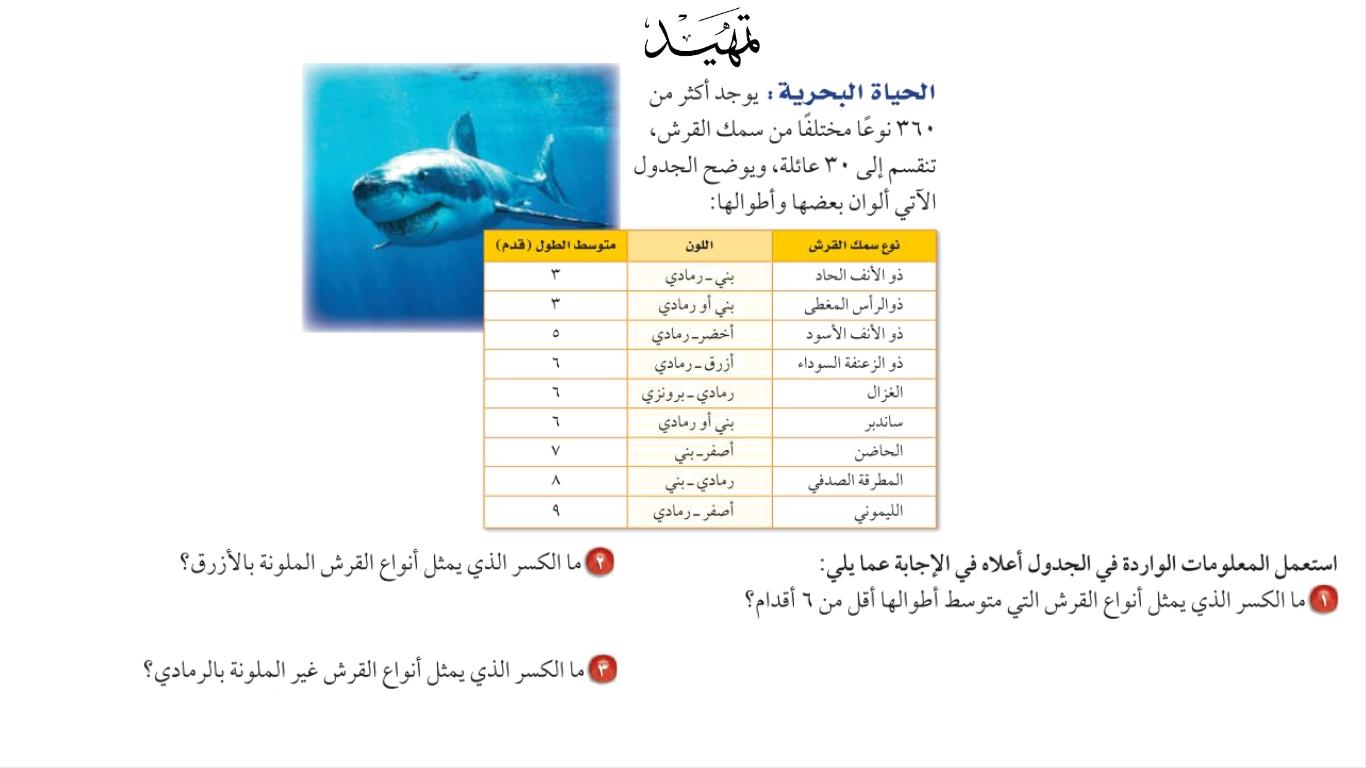 تمهيد
الحياة البحرية: يوجد أكثر من
٣٦٠ نوعًا مختلفًا من سمك القرش،
تنقسم إلى ٣٠ عائلة، ويوضح الجدول
الآتي ألوان بعضها وأطوالها:
نوع سمك القرش اللون متوسط الطول (قدم)
ذو الأنف الحاد بني ـ رمادي ٣
ذوالرأس المغطى بني أو رمادي ٣
ذو الأنف الأسود أخضرـ رمادي ٥
ذو الزعنفة السوداء أزرق ـ رمادي ٦
الغزال رمادي ـ برونزي ٦
ساندبر بني أو رمادي ٦
الحاضن أصفرـ بني ٧
المطرقة الصدفي رمادي ـ بني ٨
الليموني أصفر ـ رمادي ٩
استعمل المعلومات الواردة في الجدول أعلاه في الإجابة عما يلي:
١ ما الكسر الذي يمثل أنواع القرش التي متوسط أطوالها أقل من ٦ أقدام؟
٢ ما الكسر الذي يمثل أنواع القرش الملونة بالأزرق؟
٣ ما الكسر الذي يمثل أنواع القرش غير الملونة بالرمادي؟